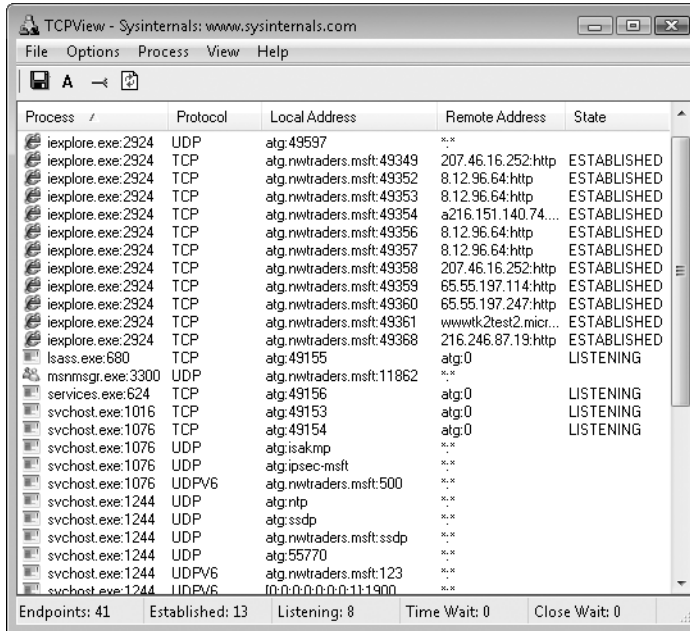 TCPView - Sysinternals: www.sysinternals.com
File Options Process View Help
A
Process / Protocol Local Address Remote Address State
iexplore.exe:2924 UDP atg:49597 *:*
iexplore.exe:2924 TCP atg.nwtraders.msft:49349 207.46.16.252:http ESTABLISHED
iexplore.exe:2924 TCP atg.nwtraders.msft:49352 8.12.96.64:http ESTABLISHED
iexplore.exe:2924 TCP atg.nwtraders.msft:49353 8.12.96.64:http ESTABLISHED
iexplore.exe:2924 TCP atg.nwtraders.msft:49354 a216.151.140.74.... ESTABLISHED
iexplore.exe:2924 TCP atg.nwtraders.msft:49356 8.12.96.64:http ESTABLISHED
iexplore.exe:2924 TCP atg.nwtraders.msft:49357 8.12.96.64:http ESTABLISHED
iexplore.exe:2924 TCP atg.nwtraders.msft:49358 207.46.16.252:http ESTABLISHED
iexplore.exe:2924 TCP atg.nwtraders.msft:49359 65.55.197.114:http ESTABLISHED
iexplore.exe:2924 TCP atg.nwtraders.msft:49360 65.55.197.247:http ESTABLISHED
iexplore.exe:2924 TCP atg.nwtraders.msft:49361 wwwtk2test2.micr... ESTABLISHED
iexplore.exe:2924 TCP atg.nwtraders.msft:49368 216.246.87.19:http ESTABLISHED
lsass.exe:680 TCP atg:49155 atg:0 LISTENING
msnmsgr.exe:3300 UDP atg.nwtraders.msft:11862 *:*
services.exe:624 TCP atg:49156 atg:0 LISTENING
svchost.exe:1016 TCP atg:49153 atg:0 LISTENING
svchost.exe:1076 TCP atg:49154 atg:0 LISTENING
svchost.exe:1076 UDP atg:isakmp *:*
svchost.exe:1076 UDP atg:ipsec-msft *:*
svchost.exe:1076 UDPV6 atg.nwtraders.msft:500 *:*
svchost.exe:1244 UDP atg:ntp *:*
svchost.exe:1244 UDP atg:ssdp *:*
svchost.exe:1244 UDP atg.nwtraders.msft:ssdp *:*
svchost.exe:1244 UDP atg:55770 *:*
svchost.exe:1244 UDPV6 atg.nwtraders.msft:123 *:*
svchost.exe:1244 UDPV6 [0:0:0:0:0:0:0:1]:1900 *:*
Endpoints: 41 Established: 13 Listening: 8 Time Wait: 0 Close Wait: 0